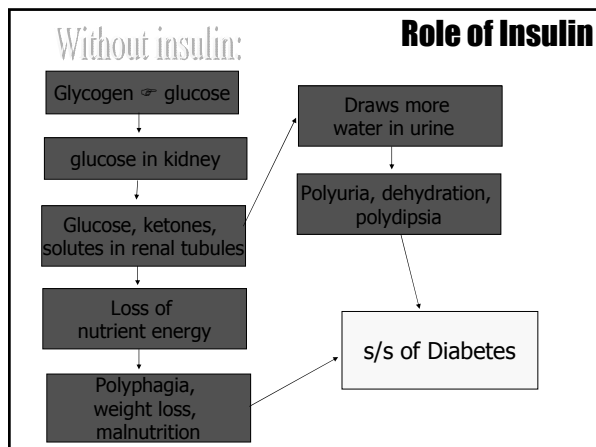 Role of Insulin
Without insulin:
Glycogen ☞ glucose
glucose in kidney
Glucose, ketones,
solutes in renal tubules
Loss of
nutrient energy
Polyphagia,
weight loss,
malnutrition
Draws more
water in urine
Polyuria, dehydration,
polydipsia
s/s of Diabetes